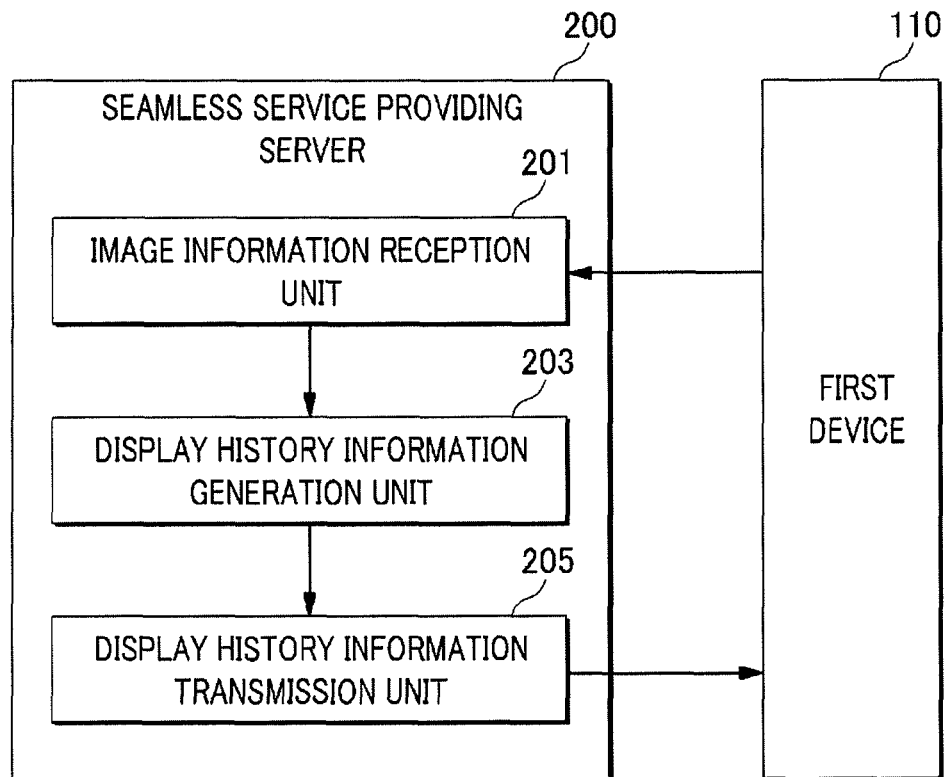 200
110
SEAMLESS SERVICE PROVIDING
SERVER
201
IMAGE INFORMATION RECEPTION
UNIT
203
DISPLAY HISTORY INFORMATION
GENERATION UNIT
FIRST
DEVICE
205
DISPLAY HISTORY INFORMATION
TRANSMISSION UNIT